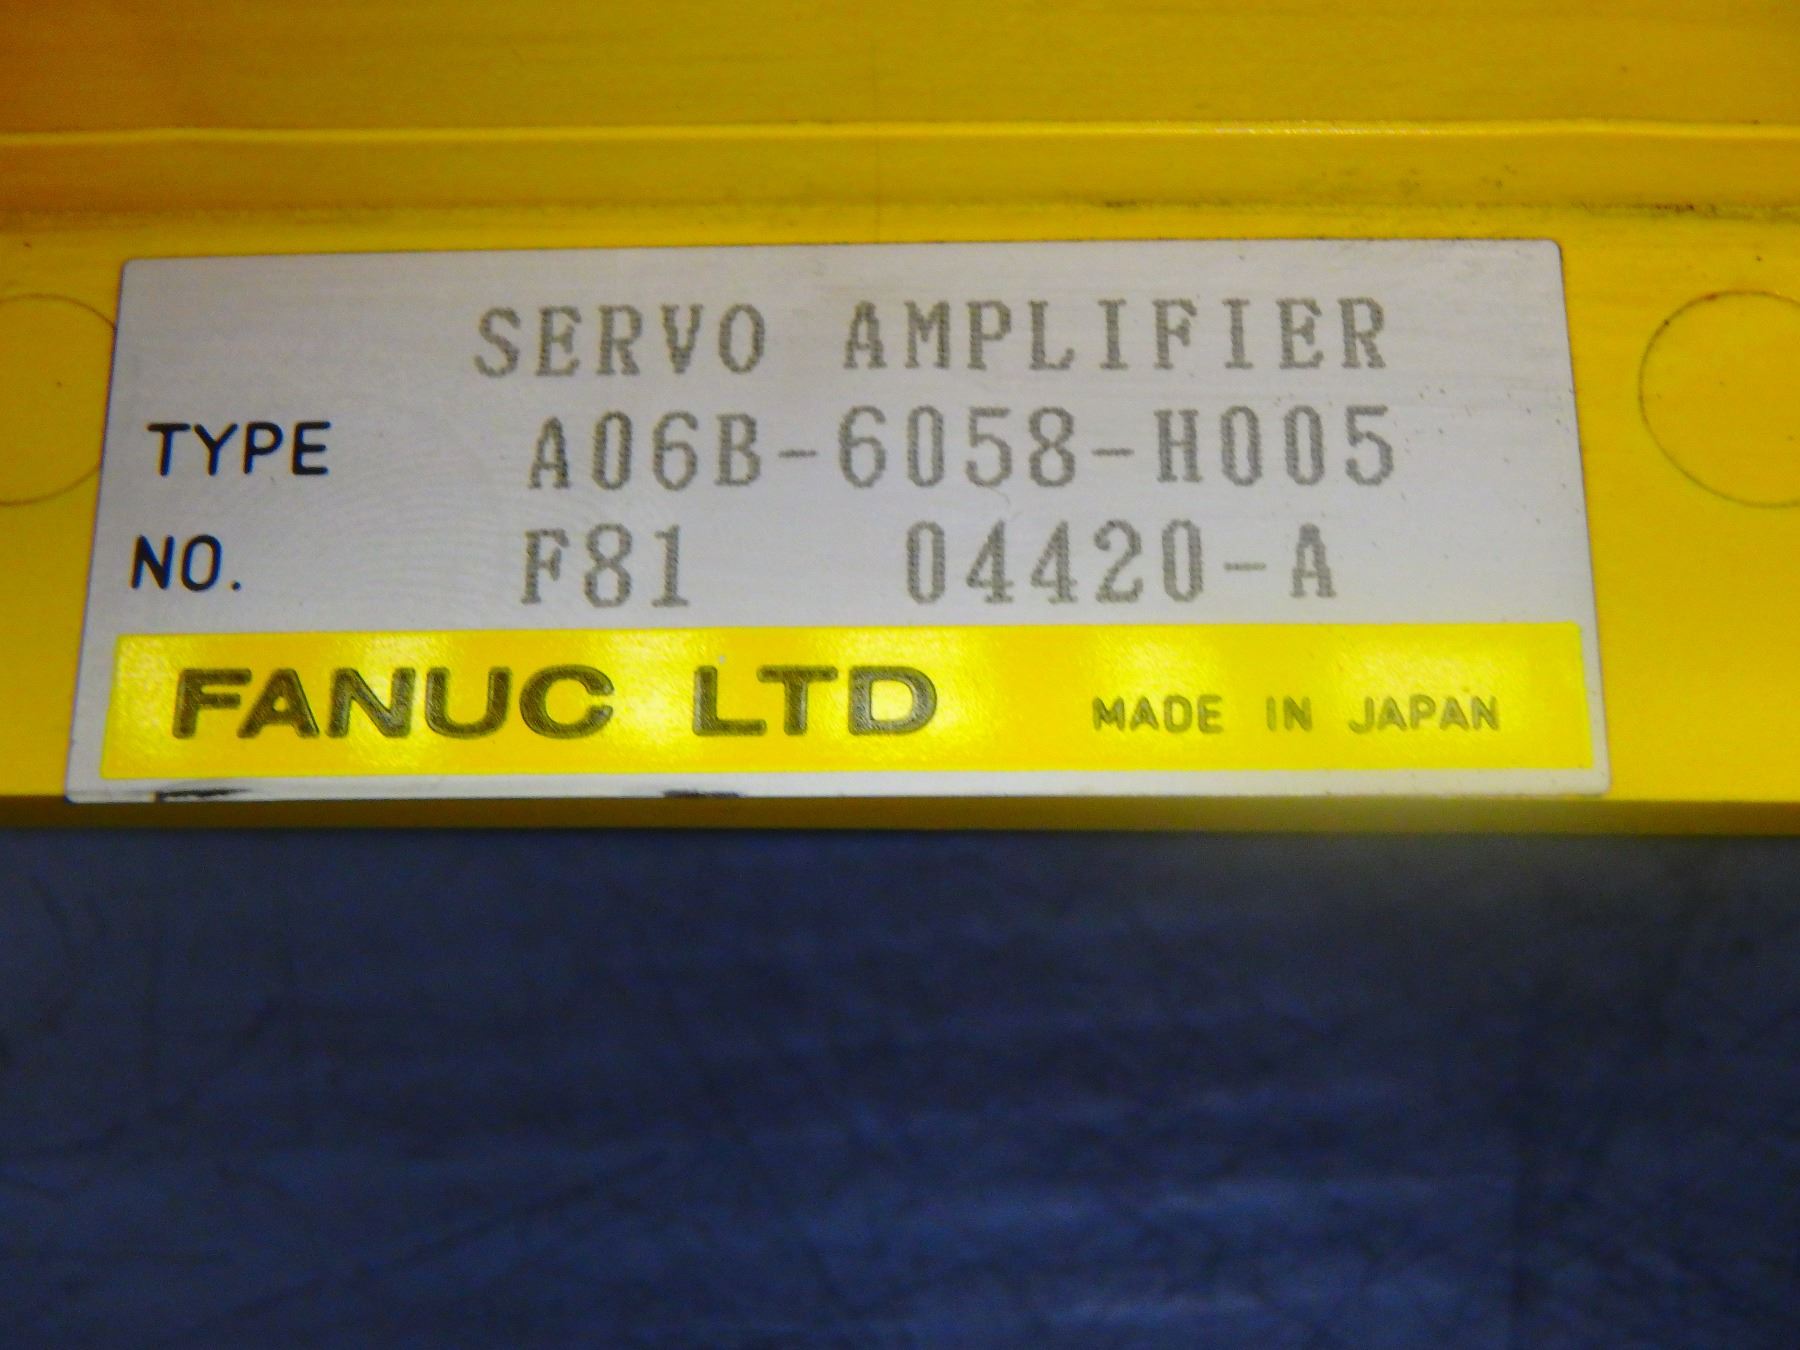 SERVO AMPLIFIER
TYPE A06B-6058-H005
NO. F81 04420-A
FANUC LTD MADE IN JAPAN